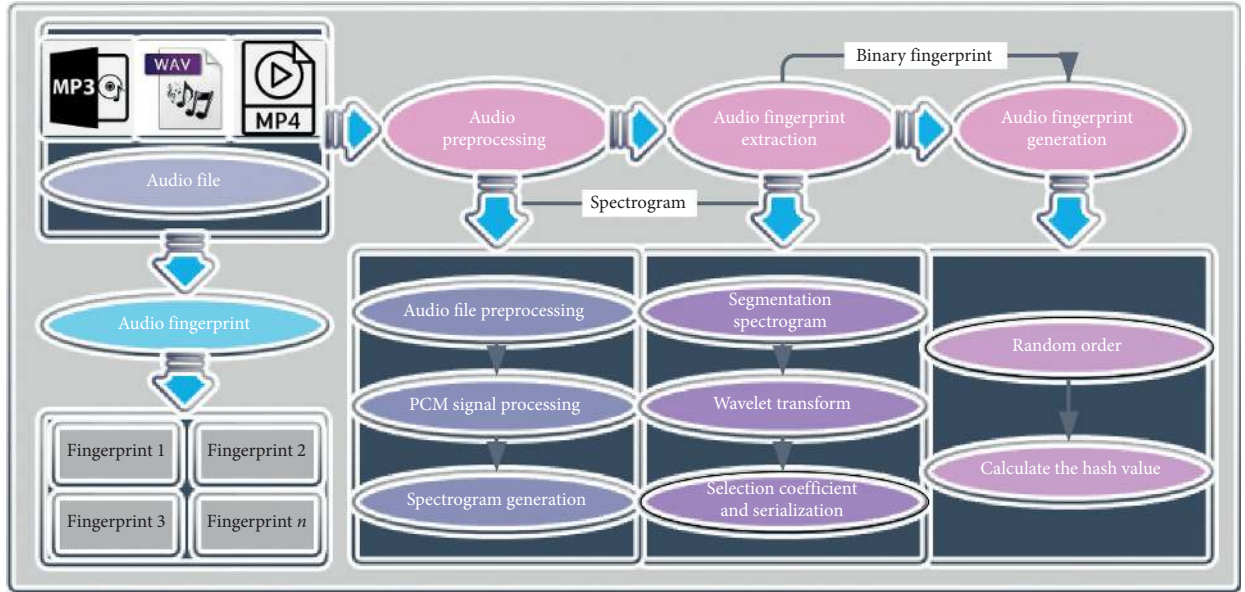 MP3
WAV
MP4
Audio file
Audio fingerprint
Fingerprint 1
Fingerprint 2
Fingerprint 3
Fingerprint n
Audio
preprocessing
Audio fingerprint
extraction
Audio fingerprint
generation
Binary fingerprint
Spectrogram
Audio file preprocessing
PCM signal processing
Spectrogram generation
Segmentation
spectrogram
Wavelet transform
Selection coefficient
and serialization
Random order
Calculate the hash value